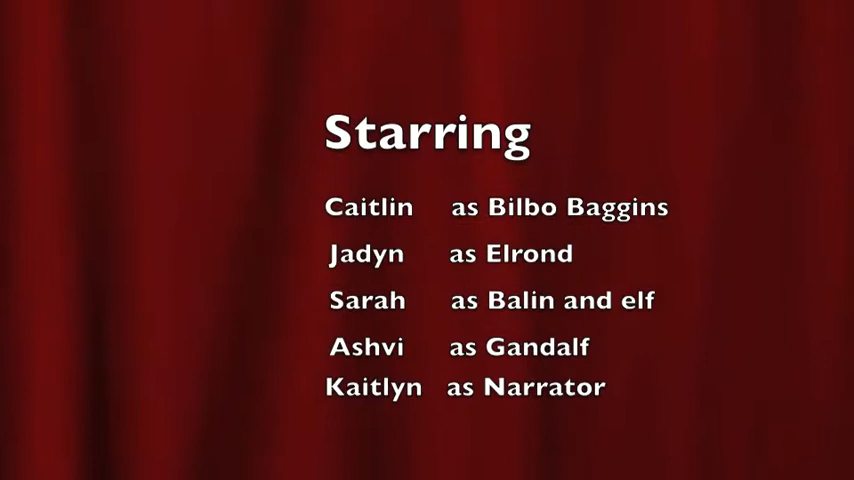 Starring
Caitlin as Bilbo Baggins
Jadyn as Elrond
Sarah as Balin and elf
Ashvi as Gandalf
Kaitlyn as Narrator